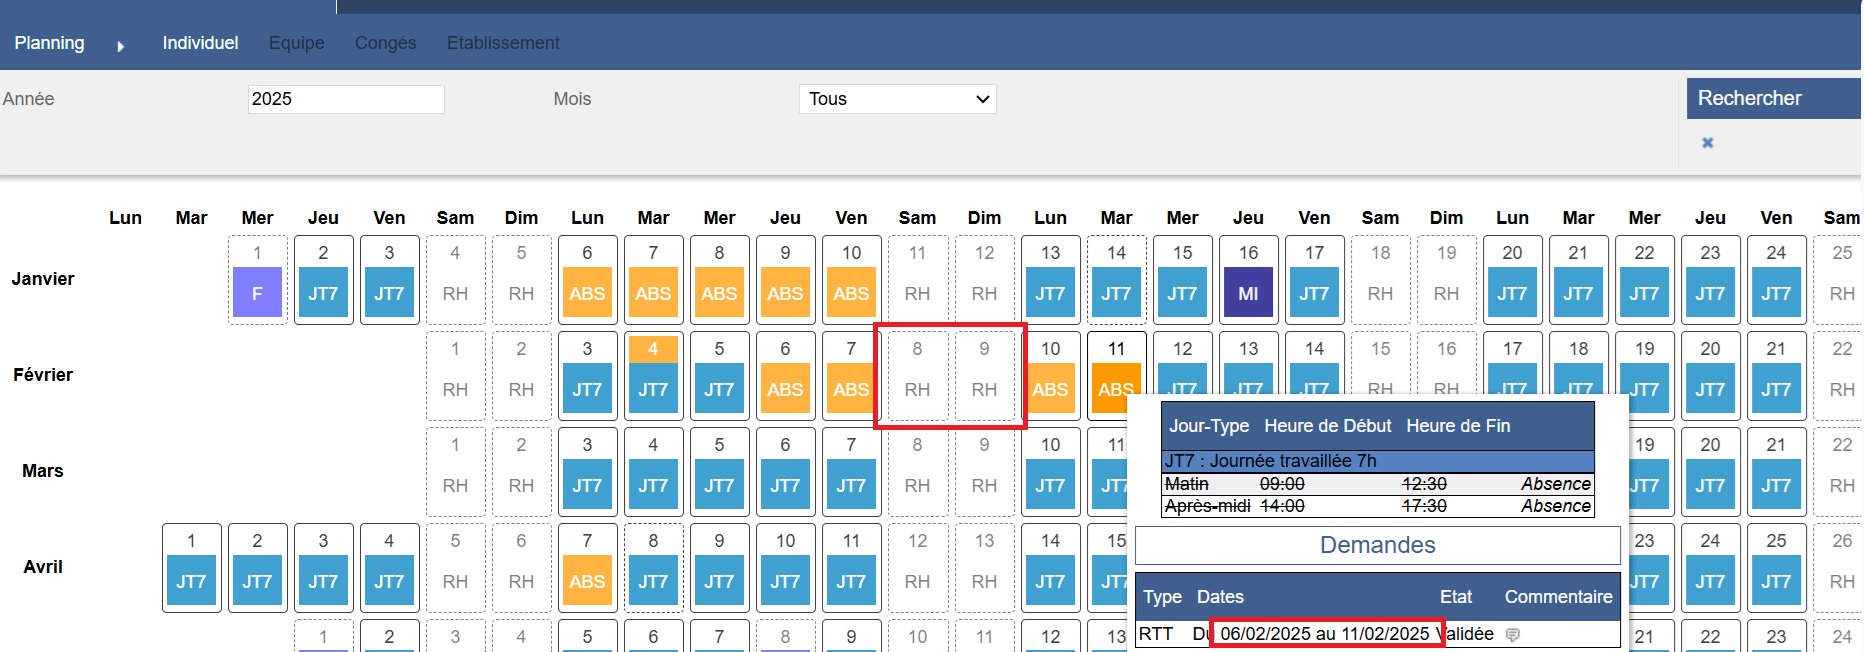 Planning Individuel Equipe Congés Etablissement
Année 2025 Mois Tous Rechercher
Lun Mar Mer Jeu Ven Sam Dim Lun Mar Mer Jeu Ven Sam Dim Lun Mar Mer Jeu Ven Sam Dim Lun Mar Mer Jeu Ven Sam
1 2 3 4 5 6 7 8 9 10 11 12 13 14 15 16 17 18 19 20 21 22 23 24 25
Janvier F JT7 JT7 RH RH ABS ABS ABS ABS ABS RH RH JT7 JT7 JT7 MI JT7 RH RH JT7 JT7 JT7 JT7 JT7 RH
1 2 3 4 5 6 7 8 9 10 11 12 13 14 15 16 17 18 19 20 21 22
Février RH RH JT7 JT7 JT7 ABS ABS RH RH ABS ABS JT7 JT7 JT7 RH RH JT7 JT7 JT7 JT7 JT7 RH
1 2 3 4 5 6 7 8 9 10 11 19 20 21 22
Mars RH RH JT7 JT7 JT7 JT7 JT7 RH RH JT7 JT7 JT7 JT7 JT7 RH
1 2 3 4 5 6 7 8 9 10 11 12 13 14 15 23 24 25 26
Avril JT7 JT7 JT7 JT7 RH RH ABS JT7 JT7 JT7 JT7 RH RH JT7 JT7 JT7 JT7 JT7 RH
1 2 3 4 5 6 7 8 9 10 11 12 13 21 22 23 24
Jour-Type Heure de Début Heure de Fin
JT7 : Journée travaillée 7h
Matin 09:00 12:30 Absence
Après-midi 14:00 17:30 Absence
Demandes
Type Dates Etat Commentaire
RTT Du 06/02/2025 au 11/02/2025 Validée